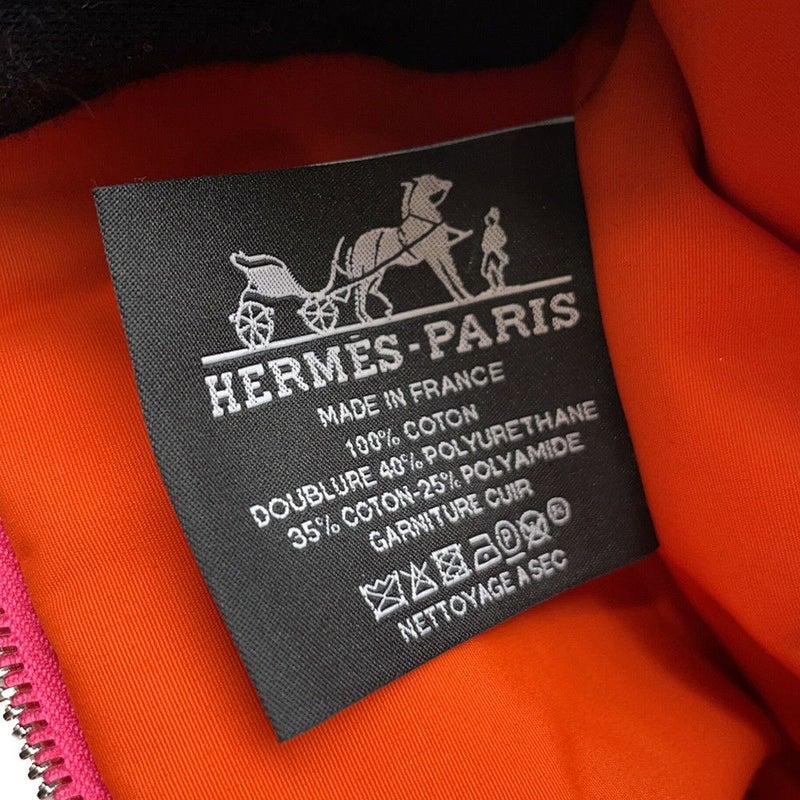 HERMÈS-PARIS
MADE IN FRANCE
100% COTON
DOUBLURE 40% POLYURETHANE
35% COTON-25% POLYAMIDE
GARNITURE CUIR
P
NETTOYAGE A SEC